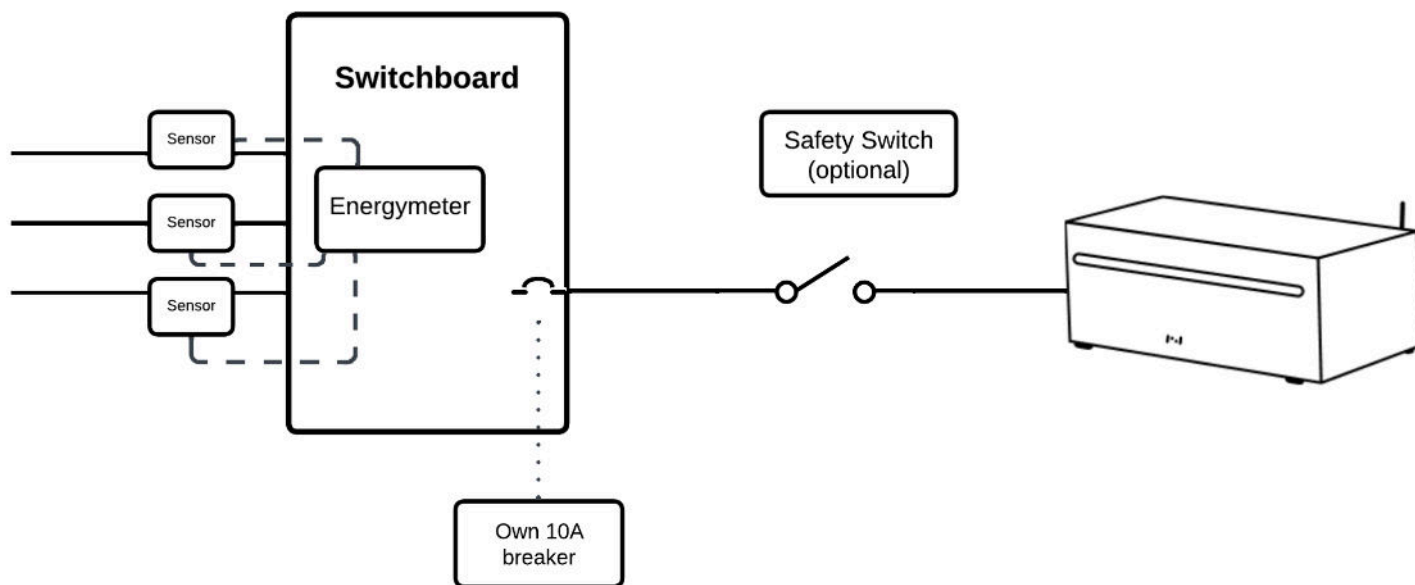 Switchboard
Sensor
Sensor
Sensor
Energymeter
Safety Switch
(optional)
Own 10A
breaker